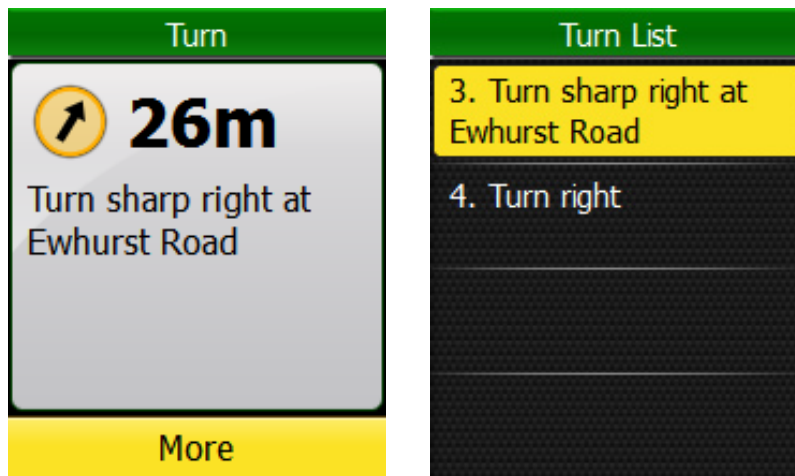 Turn
26m
Turn sharp right at
Ewhurst Road
More
Turn List
3. Turn sharp right at
Ewhurst Road
4. Turn right